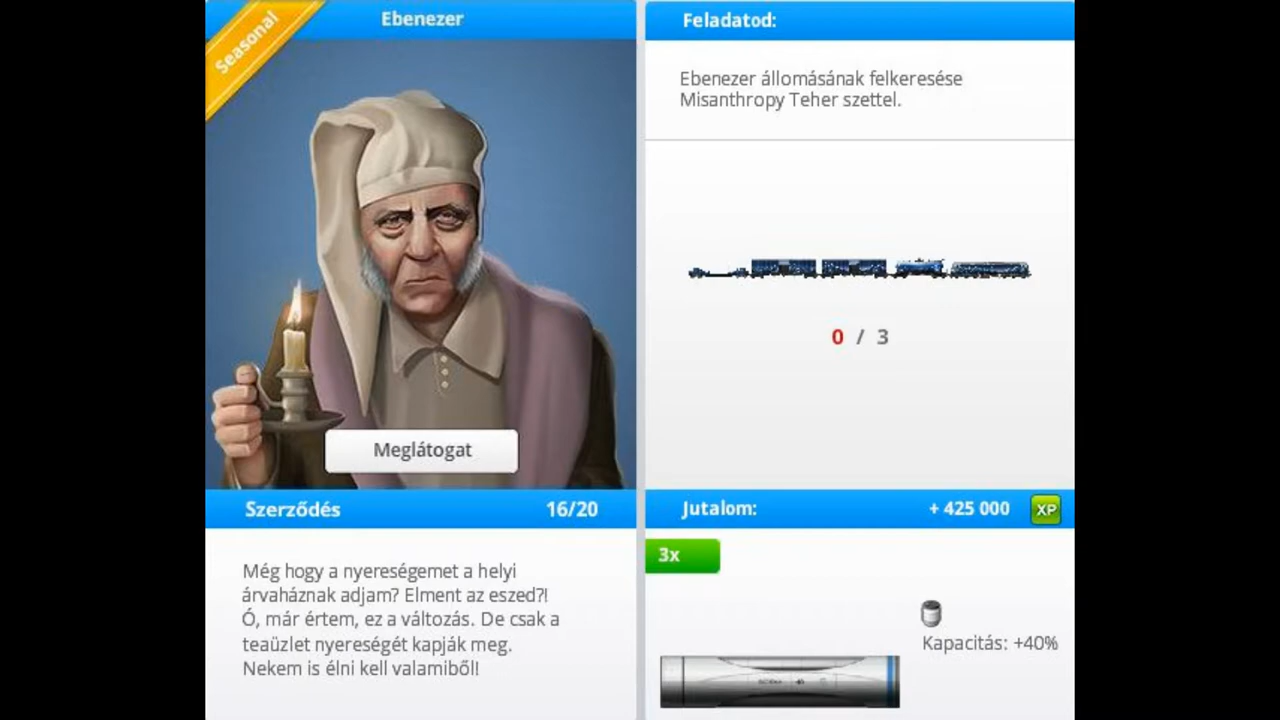 Seasonal
Ebenezer
Meglátogat
Szerződés 16/20
Még hogy a nyereségemet a helyi
árvaháznak adjam? Elment az eszed?!
Ó, már értem, ez a változás. De csak a
teaüzlet nyereségét kapják meg.
Nekem is élni kell valamiből!
Feladatod:
Ebenezer állomásának felkeresése
Misanthropy Teher szettel.
0 / 3
Jutalom: + 425 000 XP
3x
Kapacitás: +40%